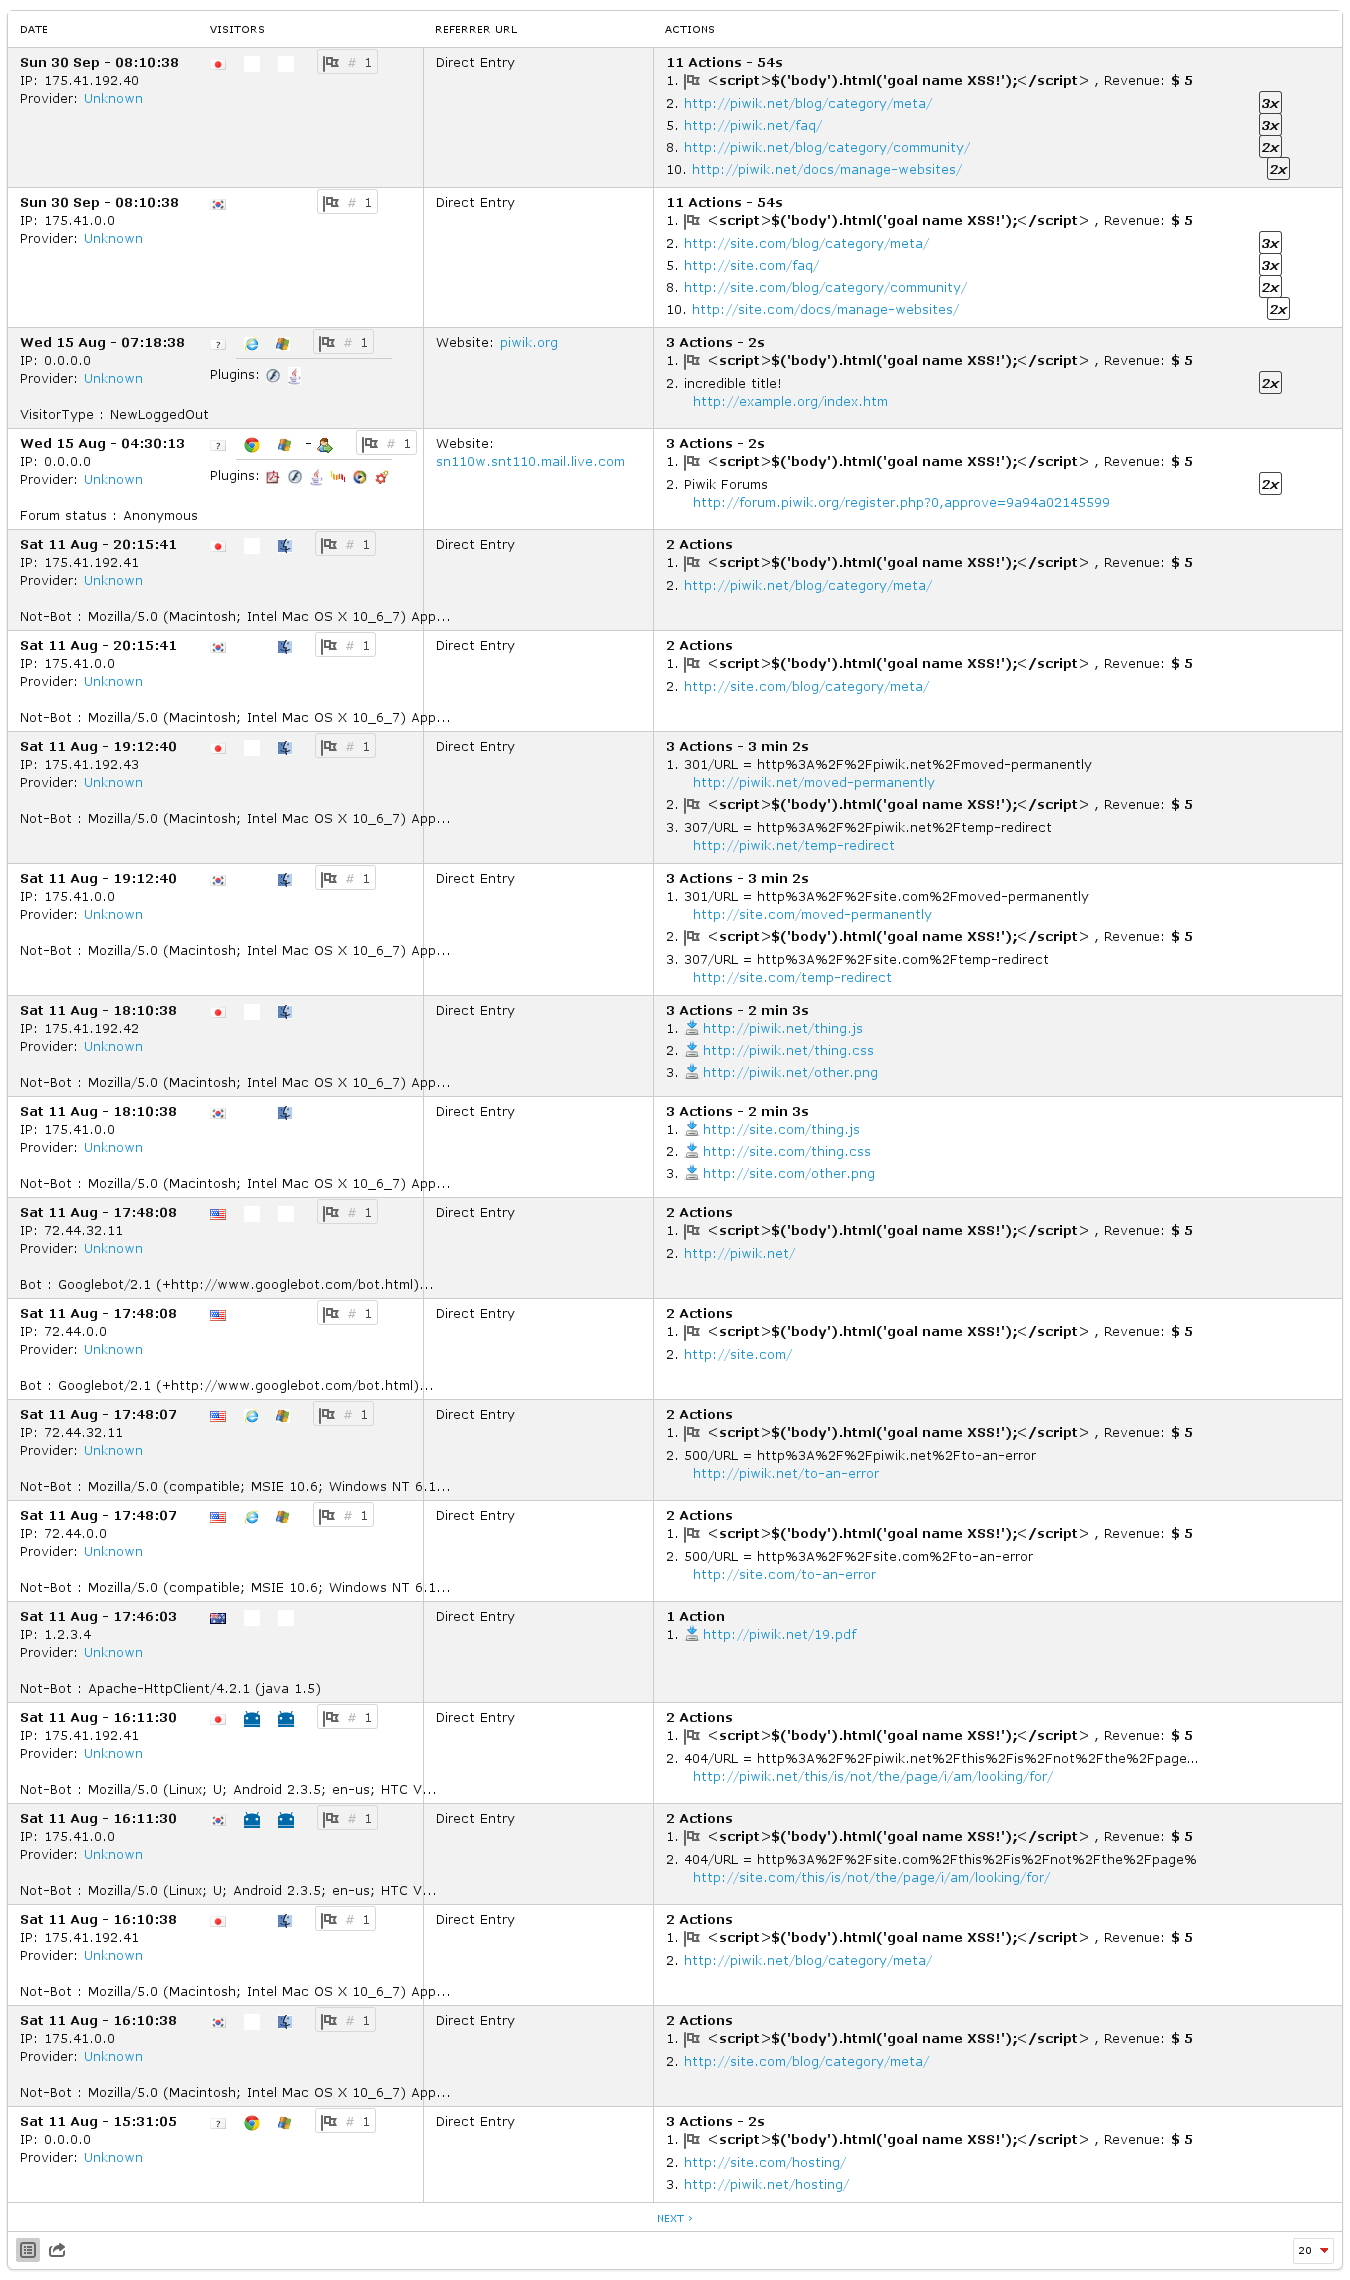 DATE VISITORS REFERRER URL ACTIONS
Sun 30 Sep - 08:10:38 # 1 Direct Entry 11 Actions - 54s
IP: 175.41.192.40 1. <script>$('body').html('goal name XSS!');</script> , Revenue: $ 5
Provider: Unknown 2. http://piwik.net/blog/category/meta/ 3x
5. http://piwik.net/faq/ 3x
8. http://piwik.net/blog/category/community/ 2x
10. http://piwik.net/docs/manage-websites/ 2x
Sun 30 Sep - 08:10:38 # 1 Direct Entry 11 Actions - 54s
IP: 175.41.0.0 1. <script>$('body').html('goal name XSS!');</script> , Revenue: $ 5
Provider: Unknown 2. http://site.com/blog/category/meta/ 3x
5. http://site.com/faq/ 3x
8. http://site.com/blog/category/community/ 2x
10. http://site.com/docs/manage-websites/ 2x
Wed 15 Aug - 07:18:38 ? # 1 Website: piwik.org 3 Actions - 2s
IP: 0.0.0.0 1. <script>$('body').html('goal name XSS!');</script> , Revenue: $ 5
Provider: Unknown Plugins: 2. incredible title! 2x
http://example.org/index.htm
VisitorType : NewLoggedOut
Wed 15 Aug - 04:30:13 ? - # 1 Website: 3 Actions - 2s
IP: 0.0.0.0 sn110w.snt110.mail.live.com 1. <script>$('body').html('goal name XSS!');</script> , Revenue: $ 5
Provider: Unknown Plugins: 2. Piwik Forums 2x
http://forum.piwik.org/register.php?0,approve=9a94a02145599
Forum status : Anonymous
Sat 11 Aug - 20:15:41 # 1 Direct Entry 2 Actions
IP: 175.41.192.41 1. <script>$('body').html('goal name XSS!');</script> , Revenue: $ 5
Provider: Unknown 2. http://piwik.net/blog/category/meta/
Not-Bot : Mozilla/5.0 (Macintosh; Intel Mac OS X 10_6_7) App...
Sat 11 Aug - 20:15:41 # 1 Direct Entry 2 Actions
IP: 175.41.0.0 1. <script>$('body').html('goal name XSS!');</script> , Revenue: $ 5
Provider: Unknown 2. http://site.com/blog/category/meta/
Not-Bot : Mozilla/5.0 (Macintosh; Intel Mac OS X 10_6_7) App...
Sat 11 Aug - 19:12:40 # 1 Direct Entry 3 Actions - 3 min 2s
IP: 175.41.192.43 1. 301/URL = http%3A%2F%2Fpiwik.net%2Fmoved-permanently
Provider: Unknown http://piwik.net/moved-permanently
2. <script>$('body').html('goal name XSS!');</script> , Revenue: $ 5
Not-Bot : Mozilla/5.0 (Macintosh; Intel Mac OS X 10_6_7) App... 3. 307/URL = http%3A%2F%2Fpiwik.net%2Ftemp-redirect
http://piwik.net/temp-redirect
Sat 11 Aug - 19:12:40 # 1 Direct Entry 3 Actions - 3 min 2s
IP: 175.41.0.0 1. 301/URL = http%3A%2F%2Fsite.com%2Fmoved-permanently
Provider: Unknown http://site.com/moved-permanently
2. <script>$('body').html('goal name XSS!');</script> , Revenue: $ 5
Not-Bot : Mozilla/5.0 (Macintosh; Intel Mac OS X 10_6_7) App... 3. 307/URL = http%3A%2F%2Fsite.com%2Ftemp-redirect
http://site.com/temp-redirect
Sat 11 Aug - 18:10:38 Direct Entry 3 Actions - 2 min 3s
IP: 175.41.192.42 1. http://piwik.net/thing.js
Provider: Unknown 2. http://piwik.net/thing.css
3. http://piwik.net/other.png
Not-Bot : Mozilla/5.0 (Macintosh; Intel Mac OS X 10_6_7) App...
Sat 11 Aug - 18:10:38 Direct Entry 3 Actions - 2 min 3s
IP: 175.41.0.0 1. http://site.com/thing.js
Provider: Unknown 2. http://site.com/thing.css
3. http://site.com/other.png
Not-Bot : Mozilla/5.0 (Macintosh; Intel Mac OS X 10_6_7) App...
Sat 11 Aug - 17:48:08 # 1 Direct Entry 2 Actions
IP: 72.44.32.11 1. <script>$('body').html('goal name XSS!');</script> , Revenue: $ 5
Provider: Unknown 2. http://piwik.net/
Bot : Googlebot/2.1 (+http://www.googlebot.com/bot.html)...
Sat 11 Aug - 17:48:08 # 1 Direct Entry 2 Actions
IP: 72.44.0.0 1. <script>$('body').html('goal name XSS!');</script> , Revenue: $ 5
Provider: Unknown 2. http://site.com/
Bot : Googlebot/2.1 (+http://www.googlebot.com/bot.html)...
Sat 11 Aug - 17:48:07 # 1 Direct Entry 2 Actions
IP: 72.44.32.11 1. <script>$('body').html('goal name XSS!');</script> , Revenue: $ 5
Provider: Unknown 2. 500/URL = http%3A%2F%2Fpiwik.net%2Fto-an-error
http://piwik.net/to-an-error
Not-Bot : Mozilla/5.0 (compatible; MSIE 10.6; Windows NT 6.1...
Sat 11 Aug - 17:48:07 # 1 Direct Entry 2 Actions
IP: 72.44.0.0 1. <script>$('body').html('goal name XSS!');</script> , Revenue: $ 5
Provider: Unknown 2. 500/URL = http%3A%2F%2Fsite.com%2Fto-an-error
http://site.com/to-an-error
Not-Bot : Mozilla/5.0 (compatible; MSIE 10.6; Windows NT 6.1...
Sat 11 Aug - 17:46:03 Direct Entry 1 Action
IP: 1.2.3.4 1. http://piwik.net/19.pdf
Provider: Unknown
Not-Bot : Apache-HttpClient/4.2.1 (java 1.5)
Sat 11 Aug - 16:11:30 # 1 Direct Entry 2 Actions
IP: 175.41.192.41 1. <script>$('body').html('goal name XSS!');</script> , Revenue: $ 5
Provider: Unknown 2. 404/URL = http%3A%2F%2Fpiwik.net%2Fthis%2Fis%2Fnot%2Fthe%2Fpage...
http://piwik.net/this/is/not/the/page/i/am/looking/for/
Not-Bot : Mozilla/5.0 (Linux; U; Android 2.3.5; en-us; HTC V...
Sat 11 Aug - 16:11:30 # 1 Direct Entry 2 Actions
IP: 175.41.0.0 1. <script>$('body').html('goal name XSS!');</script> , Revenue: $ 5
Provider: Unknown 2. 404/URL = http%3A%2F%2Fsite.com%2Fthis%2Fis%2Fnot%2Fthe%2Fpage%
http://site.com/this/is/not/the/page/i/am/looking/for/
Not-Bot : Mozilla/5.0 (Linux; U; Android 2.3.5; en-us; HTC V...
Sat 11 Aug - 16:10:38 # 1 Direct Entry 2 Actions
IP: 175.41.192.41 1. <script>$('body').html('goal name XSS!');</script> , Revenue: $ 5
Provider: Unknown 2. http://piwik.net/blog/category/meta/
Not-Bot : Mozilla/5.0 (Macintosh; Intel Mac OS X 10_6_7) App...
Sat 11 Aug - 16:10:38 # 1 Direct Entry 2 Actions
IP: 175.41.0.0 1. <script>$('body').html('goal name XSS!');</script> , Revenue: $ 5
Provider: Unknown 2. http://site.com/blog/category/meta/
Not-Bot : Mozilla/5.0 (Macintosh; Intel Mac OS X 10_6_7) App...
Sat 11 Aug - 15:31:05 ? # 1 Direct Entry 3 Actions - 2s
IP: 0.0.0.0 1. <script>$('body').html('goal name XSS!');</script> , Revenue: $ 5
Provider: Unknown 2. http://site.com/hosting/
3. http://piwik.net/hosting/
NEXT ›
20